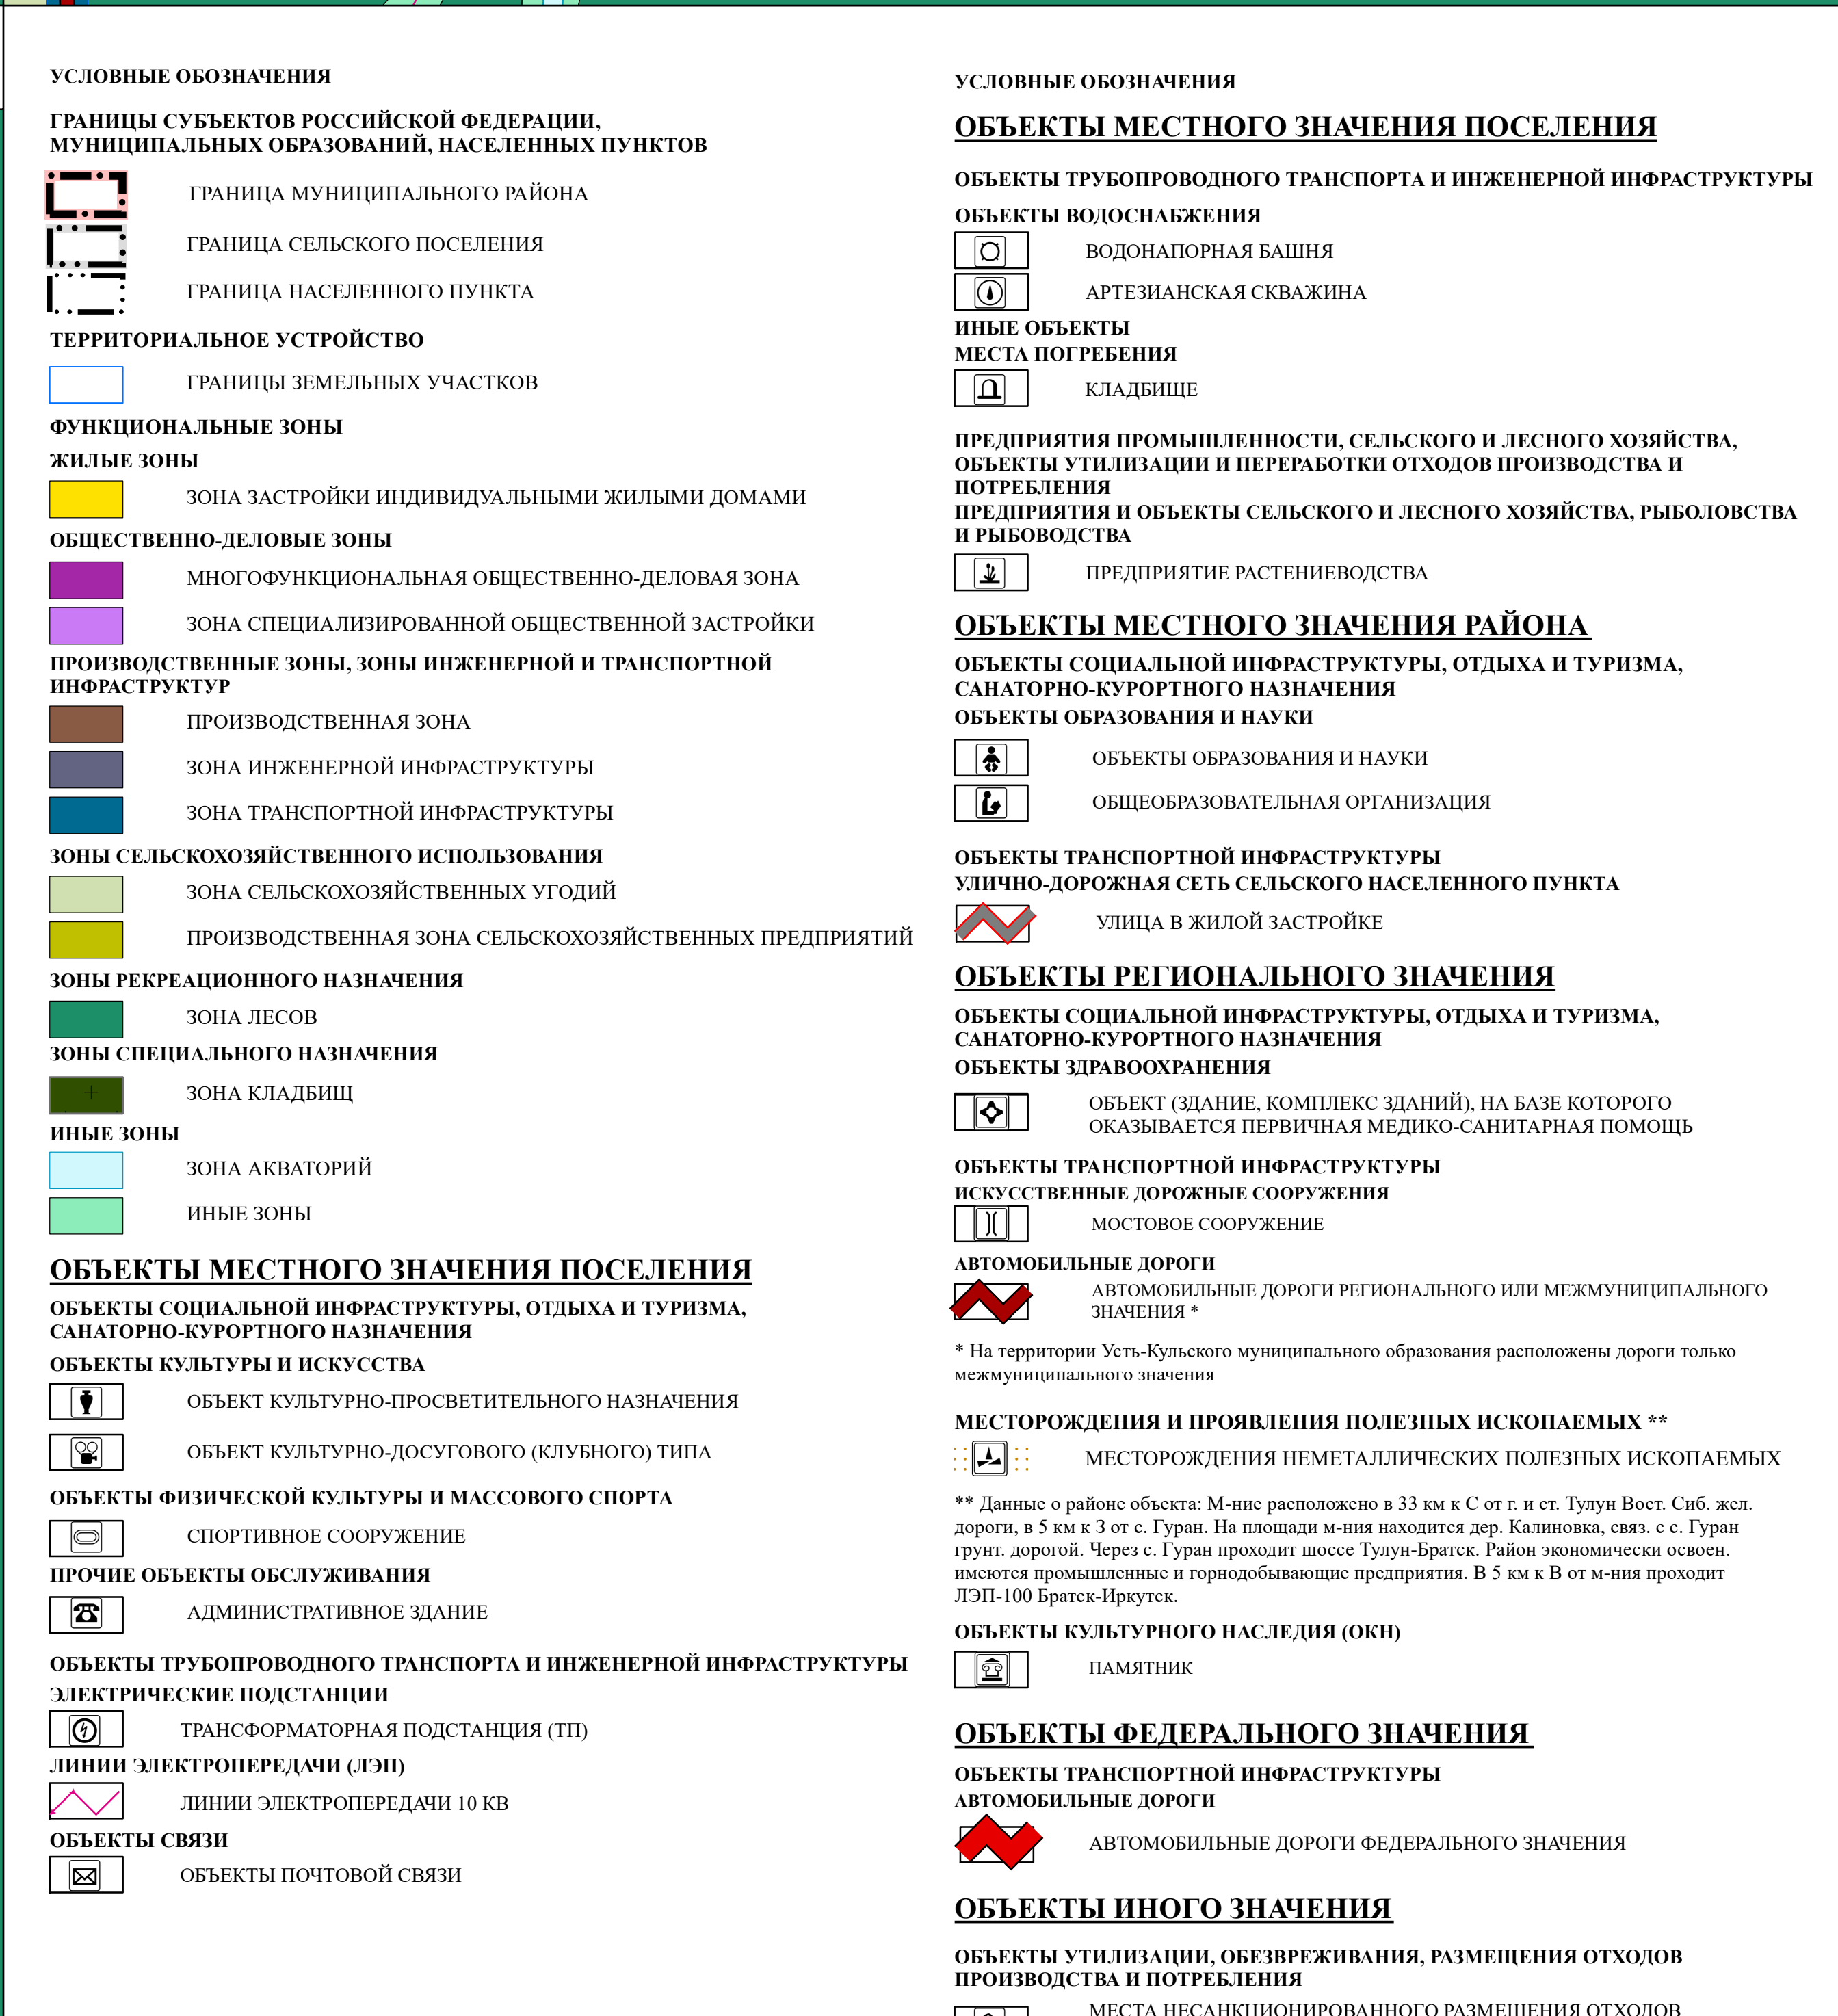 УСЛОВНЫЕ ОБОЗНАЧЕНИЯ
ГРАНИЦЫ СУБЪЕКТОВ РОССИЙСКОЙ ФЕДЕРАЦИИ,
МУНИЦИПАЛЬНЫХ ОБРАЗОВАНИЙ, НАСЕЛЕННЫХ ПУНКТОВ
ГРАНИЦА МУНИЦИПАЛЬНОГО РАЙОНА
ГРАНИЦА СЕЛЬСКОГО ПОСЕЛЕНИЯ
ГРАНИЦА НАСЕЛЕННОГО ПУНКТА
ТЕРРИТОРИАЛЬНОЕ УСТРОЙСТВО
ГРАНИЦЫ ЗЕМЕЛЬНЫХ УЧАСТКОВ
ФУНКЦИОНАЛЬНЫЕ ЗОНЫ
ЖИЛЫЕ ЗОНЫ
ЗОНА ЗАСТРОЙКИ ИНДИВИДУАЛЬНЫМИ ЖИЛЫМИ ДОМАМИ
ОБЩЕСТВЕННО-ДЕЛОВЫЕ ЗОНЫ
МНОГОФУНКЦИОНАЛЬНАЯ ОБЩЕСТВЕННО-ДЕЛОВАЯ ЗОНА
ЗОНА СПЕЦИАЛИЗИРОВАННОЙ ОБЩЕСТВЕННОЙ ЗАСТРОЙКИ
ПРОИЗВОДСТВЕННЫЕ ЗОНЫ, ЗОНЫ ИНЖЕНЕРНОЙ И ТРАНСПОРТНОЙ
ИНФРАСТРУКТУР
ПРОИЗВОДСТВЕННАЯ ЗОНА
ЗОНА ИНЖЕНЕРНОЙ ИНФРАСТРУКТУРЫ
ЗОНА ТРАНСПОРТНОЙ ИНФРАСТРУКТУРЫ
ЗОНЫ СЕЛЬСКОХОЗЯЙСТВЕННОГО ИСПОЛЬЗОВАНИЯ
ЗОНА СЕЛЬСКОХОЗЯЙСТВЕННЫХ УГОДИЙ
ПРОИЗВОДСТВЕННАЯ ЗОНА СЕЛЬСКОХОЗЯЙСТВЕННЫХ ПРЕДПРИЯТИЙ
ЗОНЫ РЕКРЕАЦИОННОГО НАЗНАЧЕНИЯ
ЗОНА ЛЕСОВ
ЗОНЫ СПЕЦИАЛЬНОГО НАЗНАЧЕНИЯ
ЗОНА КЛАДБИЩ
ИНЫЕ ЗОНЫ
ЗОНА АКВАТОРИЙ
ИНЫЕ ЗОНЫ
ОБЪЕКТЫ МЕСТНОГО ЗНАЧЕНИЯ ПОСЕЛЕНИЯ
ОБЪЕКТЫ СОЦИАЛЬНОЙ ИНФРАСТРУКТУРЫ, ОТДЫХА И ТУРИЗМА,
САНАТОРНО-КУРОРТНОГО НАЗНАЧЕНИЯ
ОБЪЕКТЫ КУЛЬТУРЫ И ИСКУССТВА
ОБЪЕКТ КУЛЬТУРНО-ПРОСВЕТИТЕЛЬНОГО НАЗНАЧЕНИЯ
ОБЪЕКТ КУЛЬТУРНО-ДОСУГОВОГО (КЛУБНОГО) ТИПА
ОБЪЕКТЫ ФИЗИЧЕСКОЙ КУЛЬТУРЫ И МАССОВОГО СПОРТА
СПОРТИВНОЕ СООРУЖЕНИЕ
ПРОЧИЕ ОБЪЕКТЫ ОБСЛУЖИВАНИЯ
АДМИНИСТРАТИВНОЕ ЗДАНИЕ
ОБЪЕКТЫ ТРУБОПРОВОДНОГО ТРАНСПОРТА И ИНЖЕНЕРНОЙ ИНФРАСТРУКТУРЫ
ЭЛЕКТРИЧЕСКИЕ ПОДСТАНЦИИ
ТРАНСФОРМАТОРНАЯ ПОДСТАНЦИЯ (ТП)
ЛИНИИ ЭЛЕКТРОПЕРЕДАЧИ (ЛЭП)
ЛИНИИ ЭЛЕКТРОПЕРЕДАЧИ 10 КВ
ОБЪЕКТЫ СВЯЗИ
ОБЪЕКТЫ ПОЧТОВОЙ СВЯЗИ
УСЛОВНЫЕ ОБОЗНАЧЕНИЯ
ОБЪЕКТЫ МЕСТНОГО ЗНАЧЕНИЯ ПОСЕЛЕНИЯ
ОБЪЕКТЫ ТРУБОПРОВОДНОГО ТРАНСПОРТА И ИНЖЕНЕРНОЙ ИНФРАСТРУКТУРЫ
ОБЪЕКТЫ ВОДОСНАБЖЕНИЯ
ВОДОНАПОРНАЯ БАШНЯ
АРТЕЗИАНСКАЯ СКВАЖИНА
ИНЫЕ ОБЪЕКТЫ
МЕСТА ПОГРЕБЕНИЯ
КЛАДБИЩЕ
ПРЕДПРИЯТИЯ ПРОМЫШЛЕННОСТИ, СЕЛЬСКОГО И ЛЕСНОГО ХОЗЯЙСТВА,
ОБЪЕКТЫ УТИЛИЗАЦИИ И ПЕРЕРАБОТКИ ОТХОДОВ ПРОИЗВОДСТВА И
ПОТРЕБЛЕНИЯ
ПРЕДПРИЯТИЯ И ОБЪЕКТЫ СЕЛЬСКОГО И ЛЕСНОГО ХОЗЯЙСТВА, РЫБОЛОВСТВА
И РЫБОВОДСТВА
ПРЕДПРИЯТИЕ РАСТЕНИЕВОДСТВА
ОБЪЕКТЫ МЕСТНОГО ЗНАЧЕНИЯ РАЙОНА
ОБЪЕКТЫ СОЦИАЛЬНОЙ ИНФРАСТРУКТУРЫ, ОТДЫХА И ТУРИЗМА,
САНАТОРНО-КУРОРТНОГО НАЗНАЧЕНИЯ
ОБЪЕКТЫ ОБРАЗОВАНИЯ И НАУКИ
ОБЪЕКТЫ ОБРАЗОВАНИЯ И НАУКИ
ОБЩЕОБРАЗОВАТЕЛЬНАЯ ОРГАНИЗАЦИЯ
ОБЪЕКТЫ ТРАНСПОРТНОЙ ИНФРАСТРУКТУРЫ
УЛИЧНО-ДОРОЖНАЯ СЕТЬ СЕЛЬСКОГО НАСЕЛЕННОГО ПУНКТА
УЛИЦА В ЖИЛОЙ ЗАСТРОЙКЕ
ОБЪЕКТЫ РЕГИОНАЛЬНОГО ЗНАЧЕНИЯ
ОБЪЕКТЫ СОЦИАЛЬНОЙ ИНФРАСТРУКТУРЫ, ОТДЫХА И ТУРИЗМА,
САНАТОРНО-КУРОРТНОГО НАЗНАЧЕНИЯ
ОБЪЕКТЫ ЗДРАВООХРАНЕНИЯ
ОБЪЕКТ (ЗДАНИЕ, КОМПЛЕКС ЗДАНИЙ), НА БАЗЕ КОТОРОГО
ОКАЗЫВАЕТСЯ ПЕРВИЧНАЯ МЕДИКО-САНИТАРНАЯ ПОМОЩЬ
ОБЪЕКТЫ ТРАНСПОРТНОЙ ИНФРАСТРУКТУРЫ
ИСКУССТВЕННЫЕ ДОРОЖНЫЕ СООРУЖЕНИЯ
МОСТОВОЕ СООРУЖЕНИЕ
АВТОМОБИЛЬНЫЕ ДОРОГИ
АВТОМОБИЛЬНЫЕ ДОРОГИ РЕГИОНАЛЬНОГО ИЛИ МЕЖМУНИЦИПАЛЬНОГО
ЗНАЧЕНИЯ *
* На территории Усть-Кульского муниципального образования расположены дороги только
межмуниципального значения
МЕСТОРОЖДЕНИЯ И ПРОЯВЛЕНИЯ ПОЛЕЗНЫХ ИСКОПАЕМЫХ **
МЕСТОРОЖДЕНИЯ НЕМЕТАЛЛИЧЕСКИХ ПОЛЕЗНЫХ ИСКОПАЕМЫХ
** Данные о районе объекта: М-ние расположено в 33 км к С от г. и ст. Тулун Вост. Сиб. жел.
дороги, в 5 км к З от с. Гуран. На площади м-ния находится дер. Калиновка, связ. с с. Гуран
грунт. дорогой. Через с. Гуран проходит шоссе Тулун-Братск. Район экономически освоен.
имеются промышленные и горнодобывающие предприятия. В 5 км к В от м-ния проходит
ЛЭП-100 Братск-Иркутск.
ОБЪЕКТЫ КУЛЬТУРНОГО НАСЛЕДИЯ (ОКН)
ПАМЯТНИК
ОБЪЕКТЫ ФЕДЕРАЛЬНОГО ЗНАЧЕНИЯ
ОБЪЕКТЫ ТРАНСПОРТНОЙ ИНФРАСТРУКТУРЫ
АВТОМОБИЛЬНЫЕ ДОРОГИ
АВТОМОБИЛЬНЫЕ ДОРОГИ ФЕДЕРАЛЬНОГО ЗНАЧЕНИЯ
ОБЪЕКТЫ ИНОГО ЗНАЧЕНИЯ
ОБЪЕКТЫ УТИЛИЗАЦИИ, ОБЕЗВРЕЖИВАНИЯ, РАЗМЕЩЕНИЯ ОТХОДОВ
ПРОИЗВОДСТВА И ПОТРЕБЛЕНИЯ
МЕСТА НЕСАНКЦИОНИРОВАННОГО РАЗМЕЩЕНИЯ ОТХОДОВ